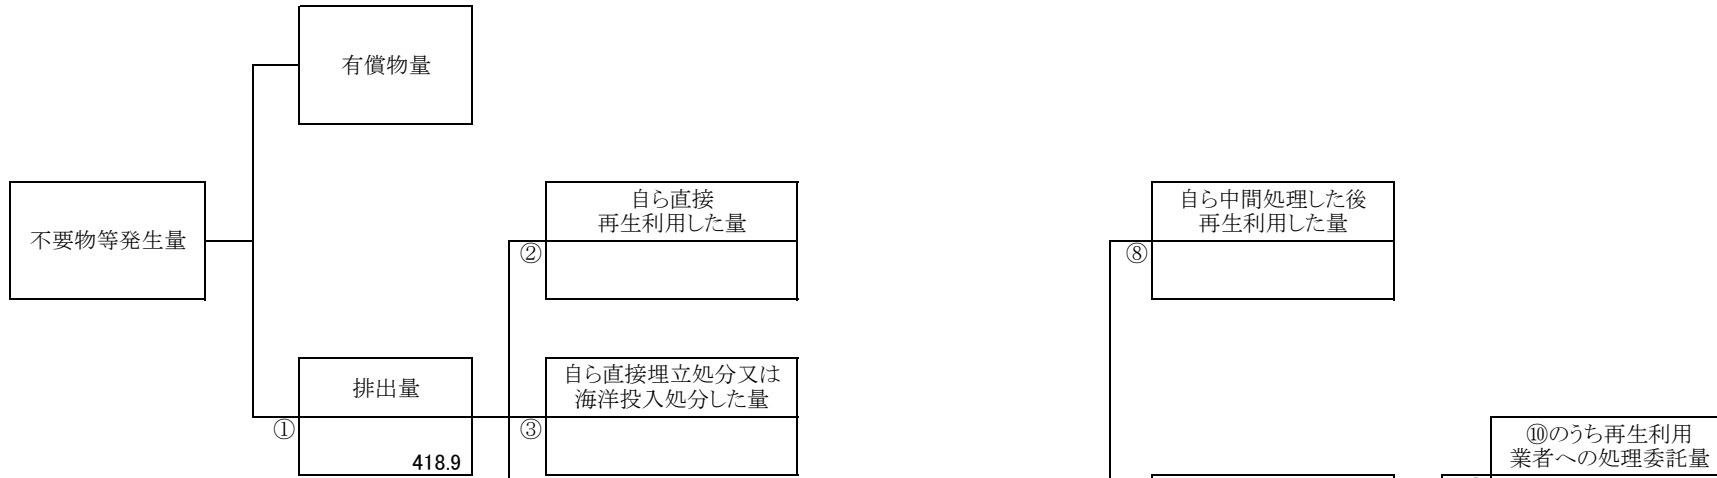 有償物量
不要物等発生量
自ら直接
再生利用した量
②
自ら中間処理した後
再生利用した量
⑧
排出量
①
418.9
自ら直接埋立処分又は
海洋投入処分した量
③
⑩のうち再生利用
業者への処理委託量